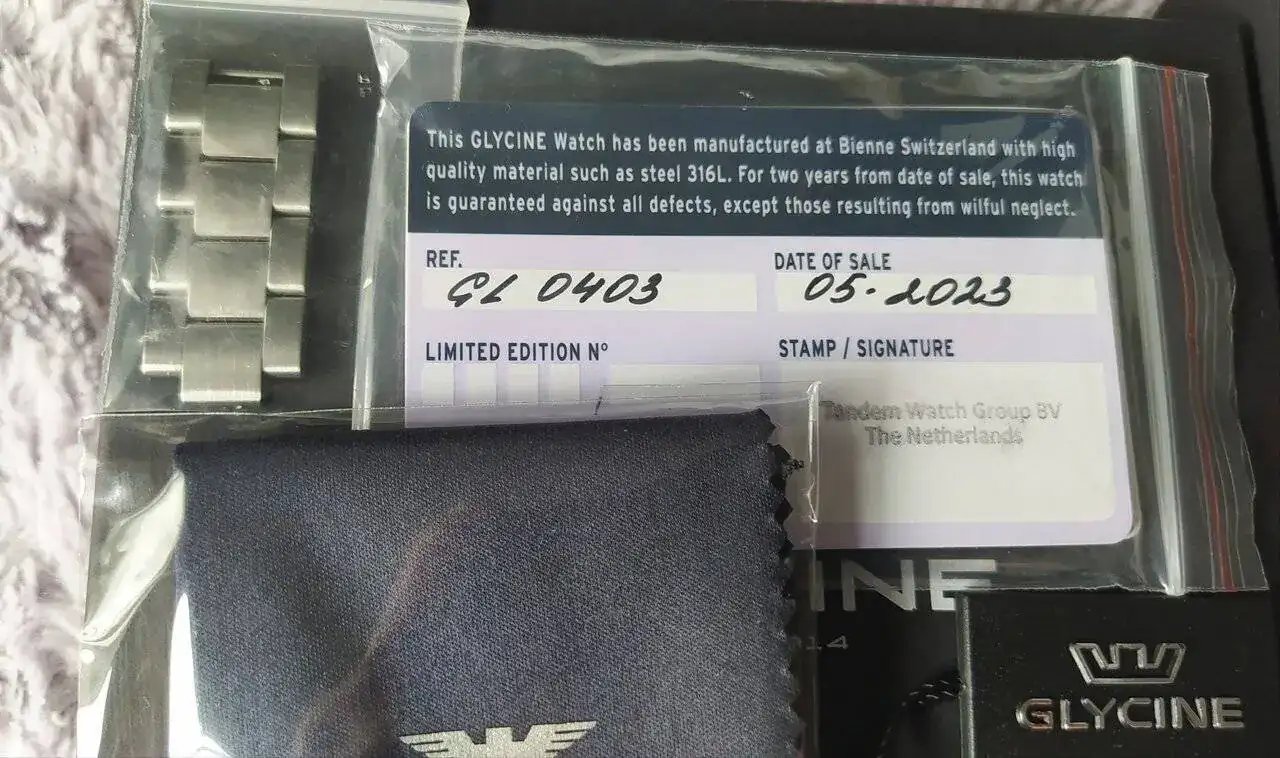 This GLYCINE Watch has been manufactured at Bienne Switzerland with high
quality material such as steel 316L. For two years from date of sale, this watch
is guaranteed against all defects, except those resulting from wilful neglect.
REF.
DATE OF SALE
GL 0403
05-2023
LIMITED EDITION Nº
STAMP / SIGNATURE
Tandem Watch Group BV
The Netherlands
GLYCINE